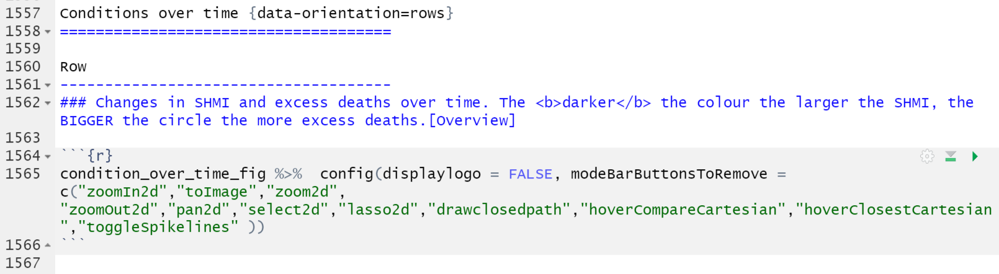 1557 Conditions over time {data-orientation=rows}
1558 =====================================
1559
1560 Row
1561 -------------------------------------
1562 ### Changes in SHMI and excess deaths over time. The <b>darker</b> the colour the larger the SHMI, the
BIGGER the circle the more excess deaths.[Overview]
1563
1564 ```{r}
1565 condition_over_time_fig %>%  config(displaylogo = FALSE, modeBarButtonsToRemove =
c("zoomIn2d","toImage","zoom2d",
"zoomOut2d","pan2d","select2d","lasso2d","drawclosedpath","hoverCompareCartesian","hoverClosestCartesian
","toggleSpikelines" ))
1566 ```
1567